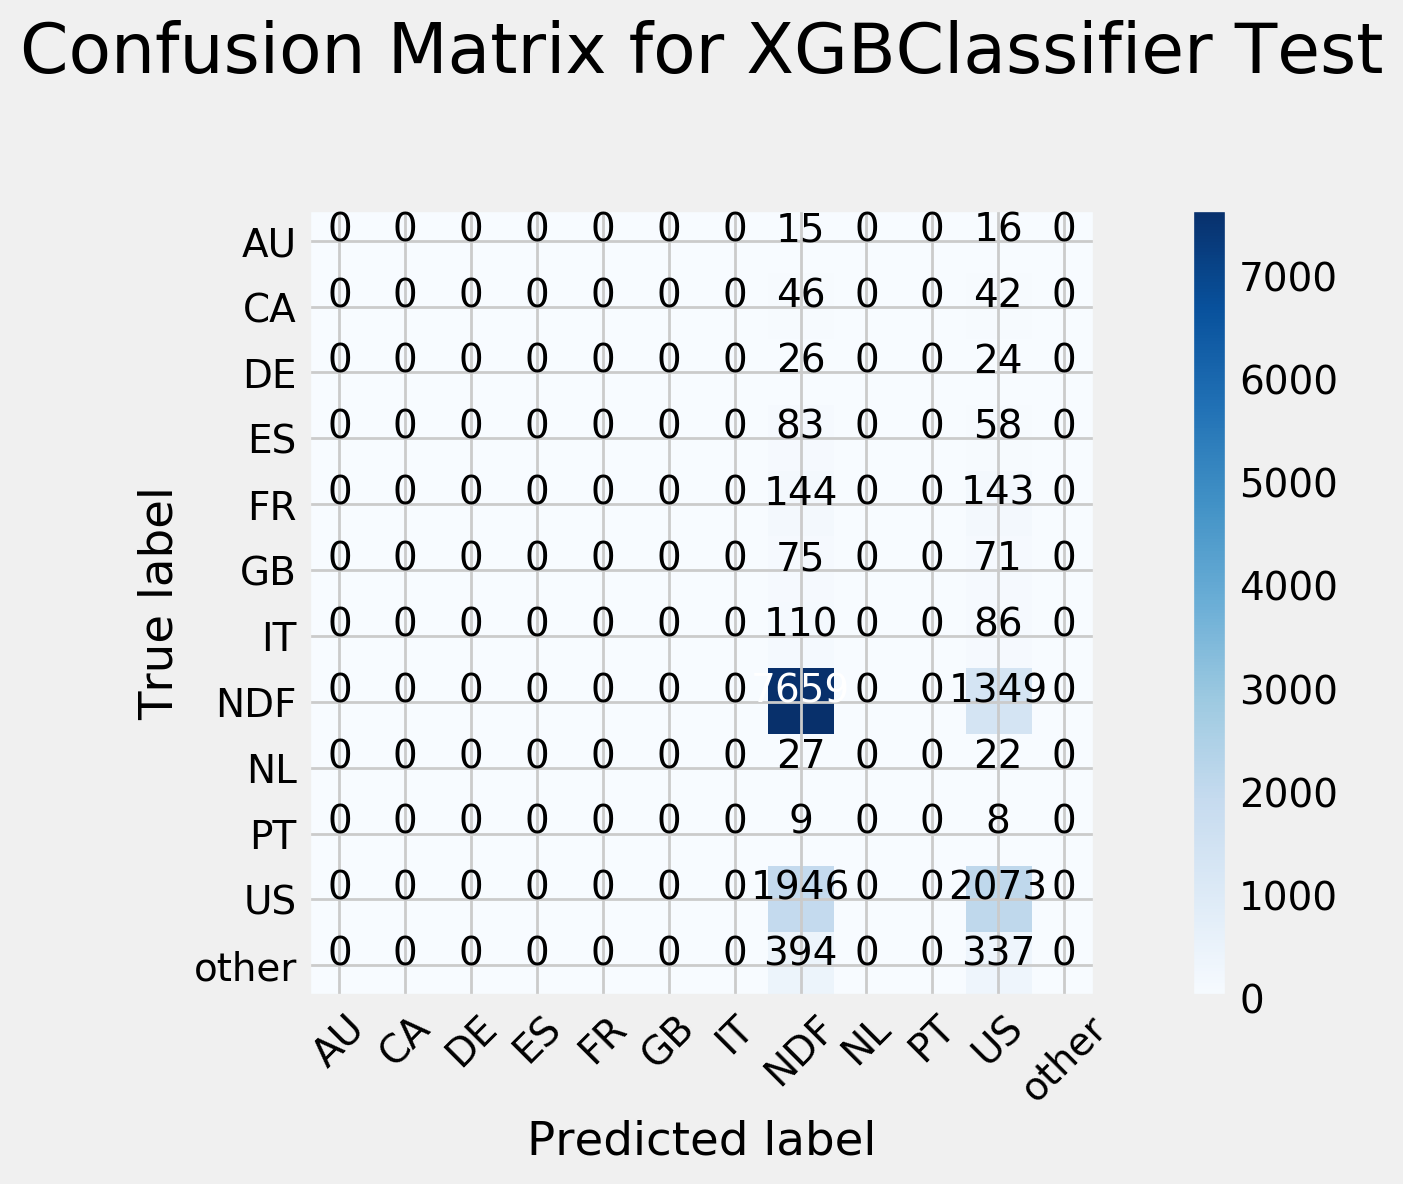 Confusion Matrix for XGBClassifier Test
AU 0 0 0 0 0 0 0 15 0 0 16 0
CA 0 0 0 0 0 0 0 46 0 0 42 0
DE 0 0 0 0 0 0 0 26 0 0 24 0
ES 0 0 0 0 0 0 0 83 0 0 58 0
FR 0 0 0 0 0 0 0 144 0 0 143 0
GB 0 0 0 0 0 0 0 75 0 0 71 0
IT 0 0 0 0 0 0 0 110 0 0 86 0
NDF 0 0 0 0 0 0 0 7659 0 0 1349 0
NL 0 0 0 0 0 0 0 27 0 0 22 0
PT 0 0 0 0 0 0 0 9 0 0 8 0
US 0 0 0 0 0 0 0 1946 0 0 2073 0
other 0 0 0 0 0 0 0 394 0 0 337 0
AU CA DE ES FR GB IT NDF NL PT US other
True label
Predicted label
7000
6000
5000
4000
3000
2000
1000
0